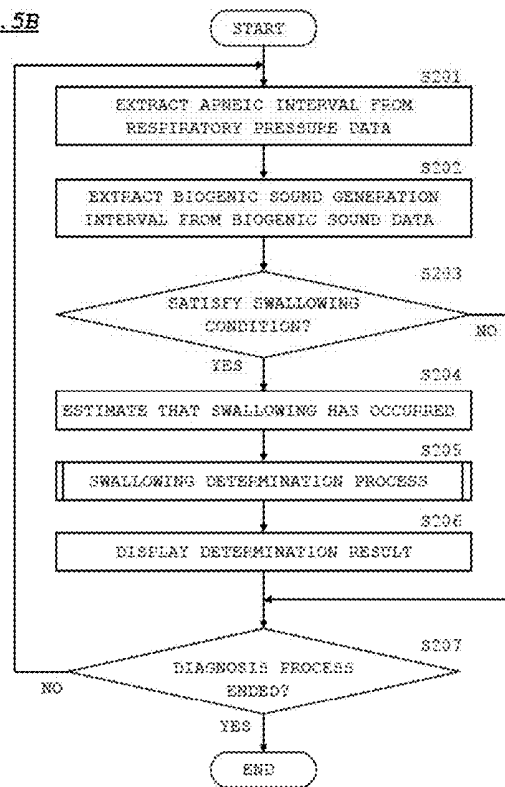 . 5B
START
S201
EXTRACT APNEIC INTERVAL FROM
RESPIRATORY PRESSURE DATA
S202
EXTRACT BIOGENIC SOUND GENERATION
INTERVAL FROM BIOGENIC SOUND DATA
S203
SATISFY SWALLOWING
CONDITION?
NO
YES
S204
ESTIMATE THAT SWALLOWING HAS OCCURRED
S205
SWALLOWING DETERMINATION PROCESS
S206
DISPLAY DETERMINATION RESULT
S207
DIAGNOSIS PROCESS
ENDED?
NO
YES
END